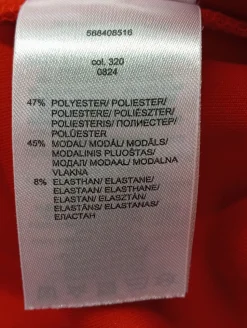 568408516
col. 320
0824
47% POLYESTER/ POLIESTER/
POLIESTERE/ POLIÉSZTER/
POLIESTERIS/ ПОЛИЕСТЕР/
POLÜESTER
45% MODAL/ MODÁL/ MODĀLS/
MODALINIS PLUOŠTAS/
МОДАЛ/ MODAAL/ MODALNA
VLAKNA
8% ELASTHAN/ ELASTANE/
ELASTAAN/ ELASTHANE/
ELASTAN/ ELASZTÁN/
ELASTĀNS/ ELASTANAS/
ЕЛАСТАН